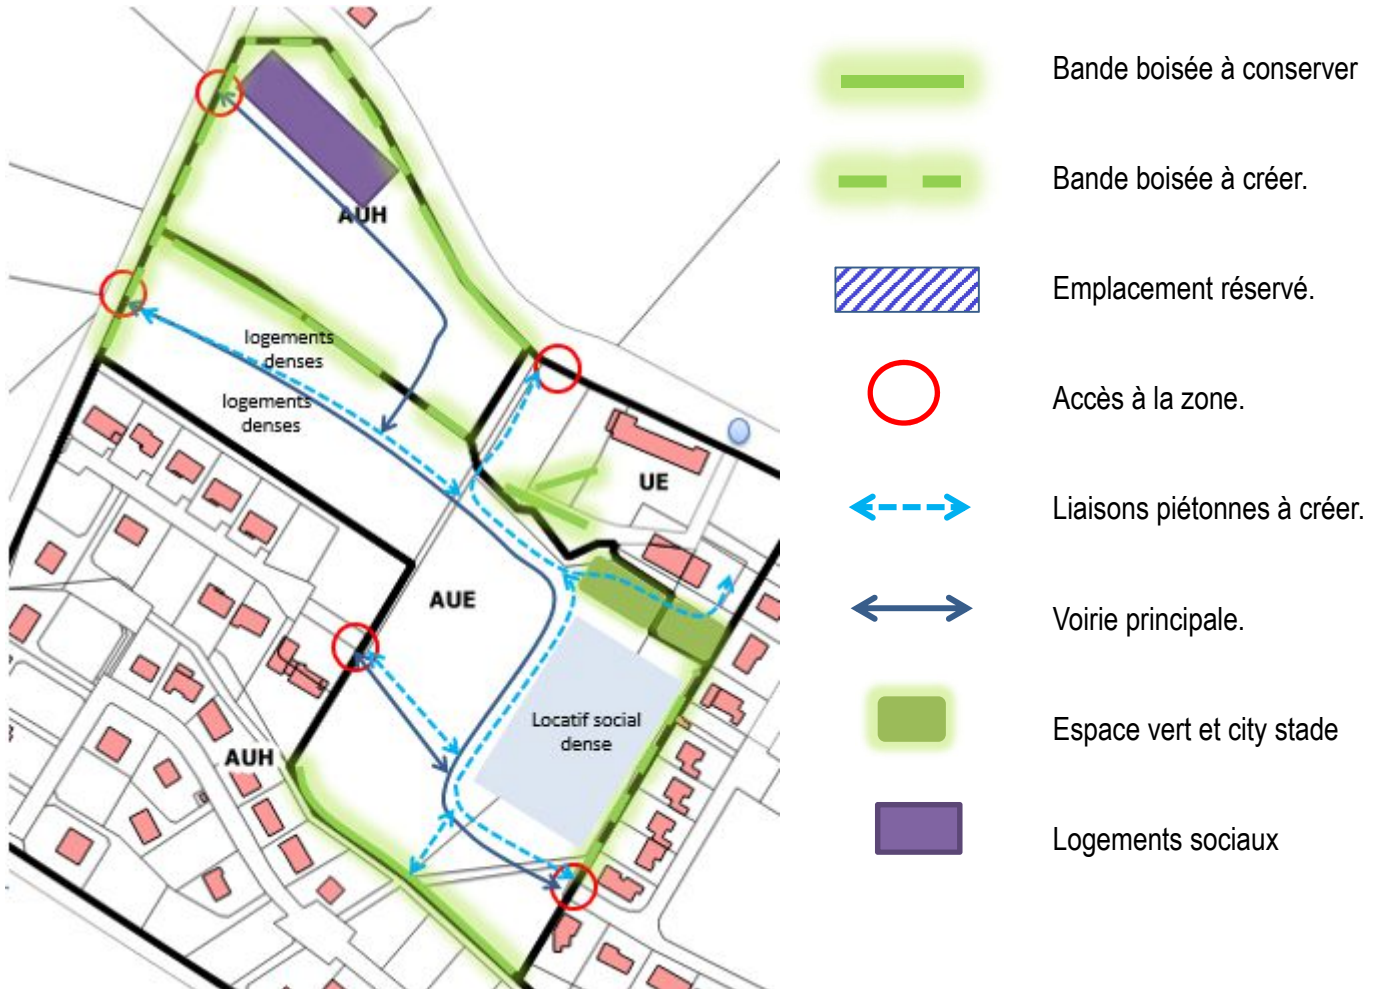 Bande boisée à conserver
Bande boisée à créer.
Emplacement réservé.
Accès à la zone.
Liaisons piétonnes à créer.
Voirie principale.
Espace vert et city stade
Logements sociaux
AUH
logements
denses
logements
denses
UE
AUE
Locatif social
dense
AUH